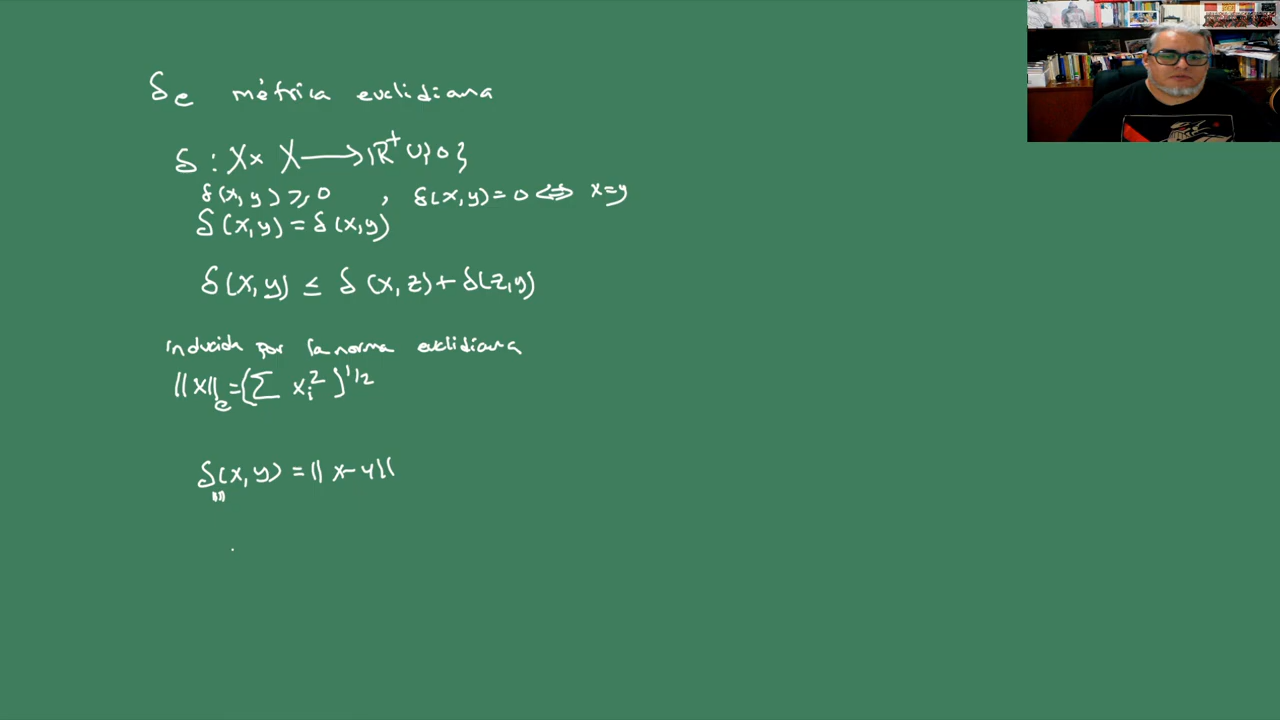 δe métrica euclidiana
δ : X × X → ℝ⁺ ∪ {0}
δ(x, y) ≥ 0 , δ(x, y) = 0 ⟺ x = y
δ(x, y) = δ(x, y)
δ(x, y) ≤ δ(x, z) + δ(z, y)
inducida por la norma euclidiana
||x||e = (∑ xi²)^1/2
δ||||(x, y) = || x - y ||